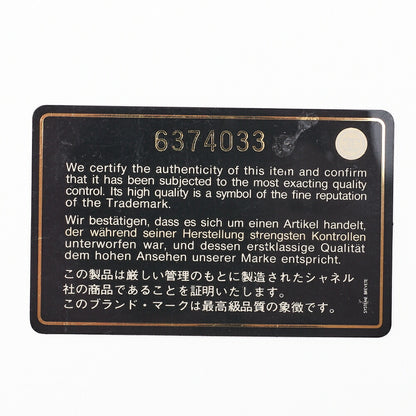 6374033
We certify the authenticity of this item and confirm
that it has been subjected to the most exacting quality
control. Its high quality is a symbol of the fine reputation
of the Trademark.
Wir bestätigen, dass es sich um einen Artikel handelt,
der während seiner Herstellung strengsten Kontrollen
unterworfen war, und dessen erstklassige Qualität
dem hohen Ansehen unserer Marke entspricht.
この製品は厳しい管理のもとに製造されたシャネル
社の商品であることを証明いたします。
このブランド・マークは最高級品質の象徴です。
SYSTEME BREVETE